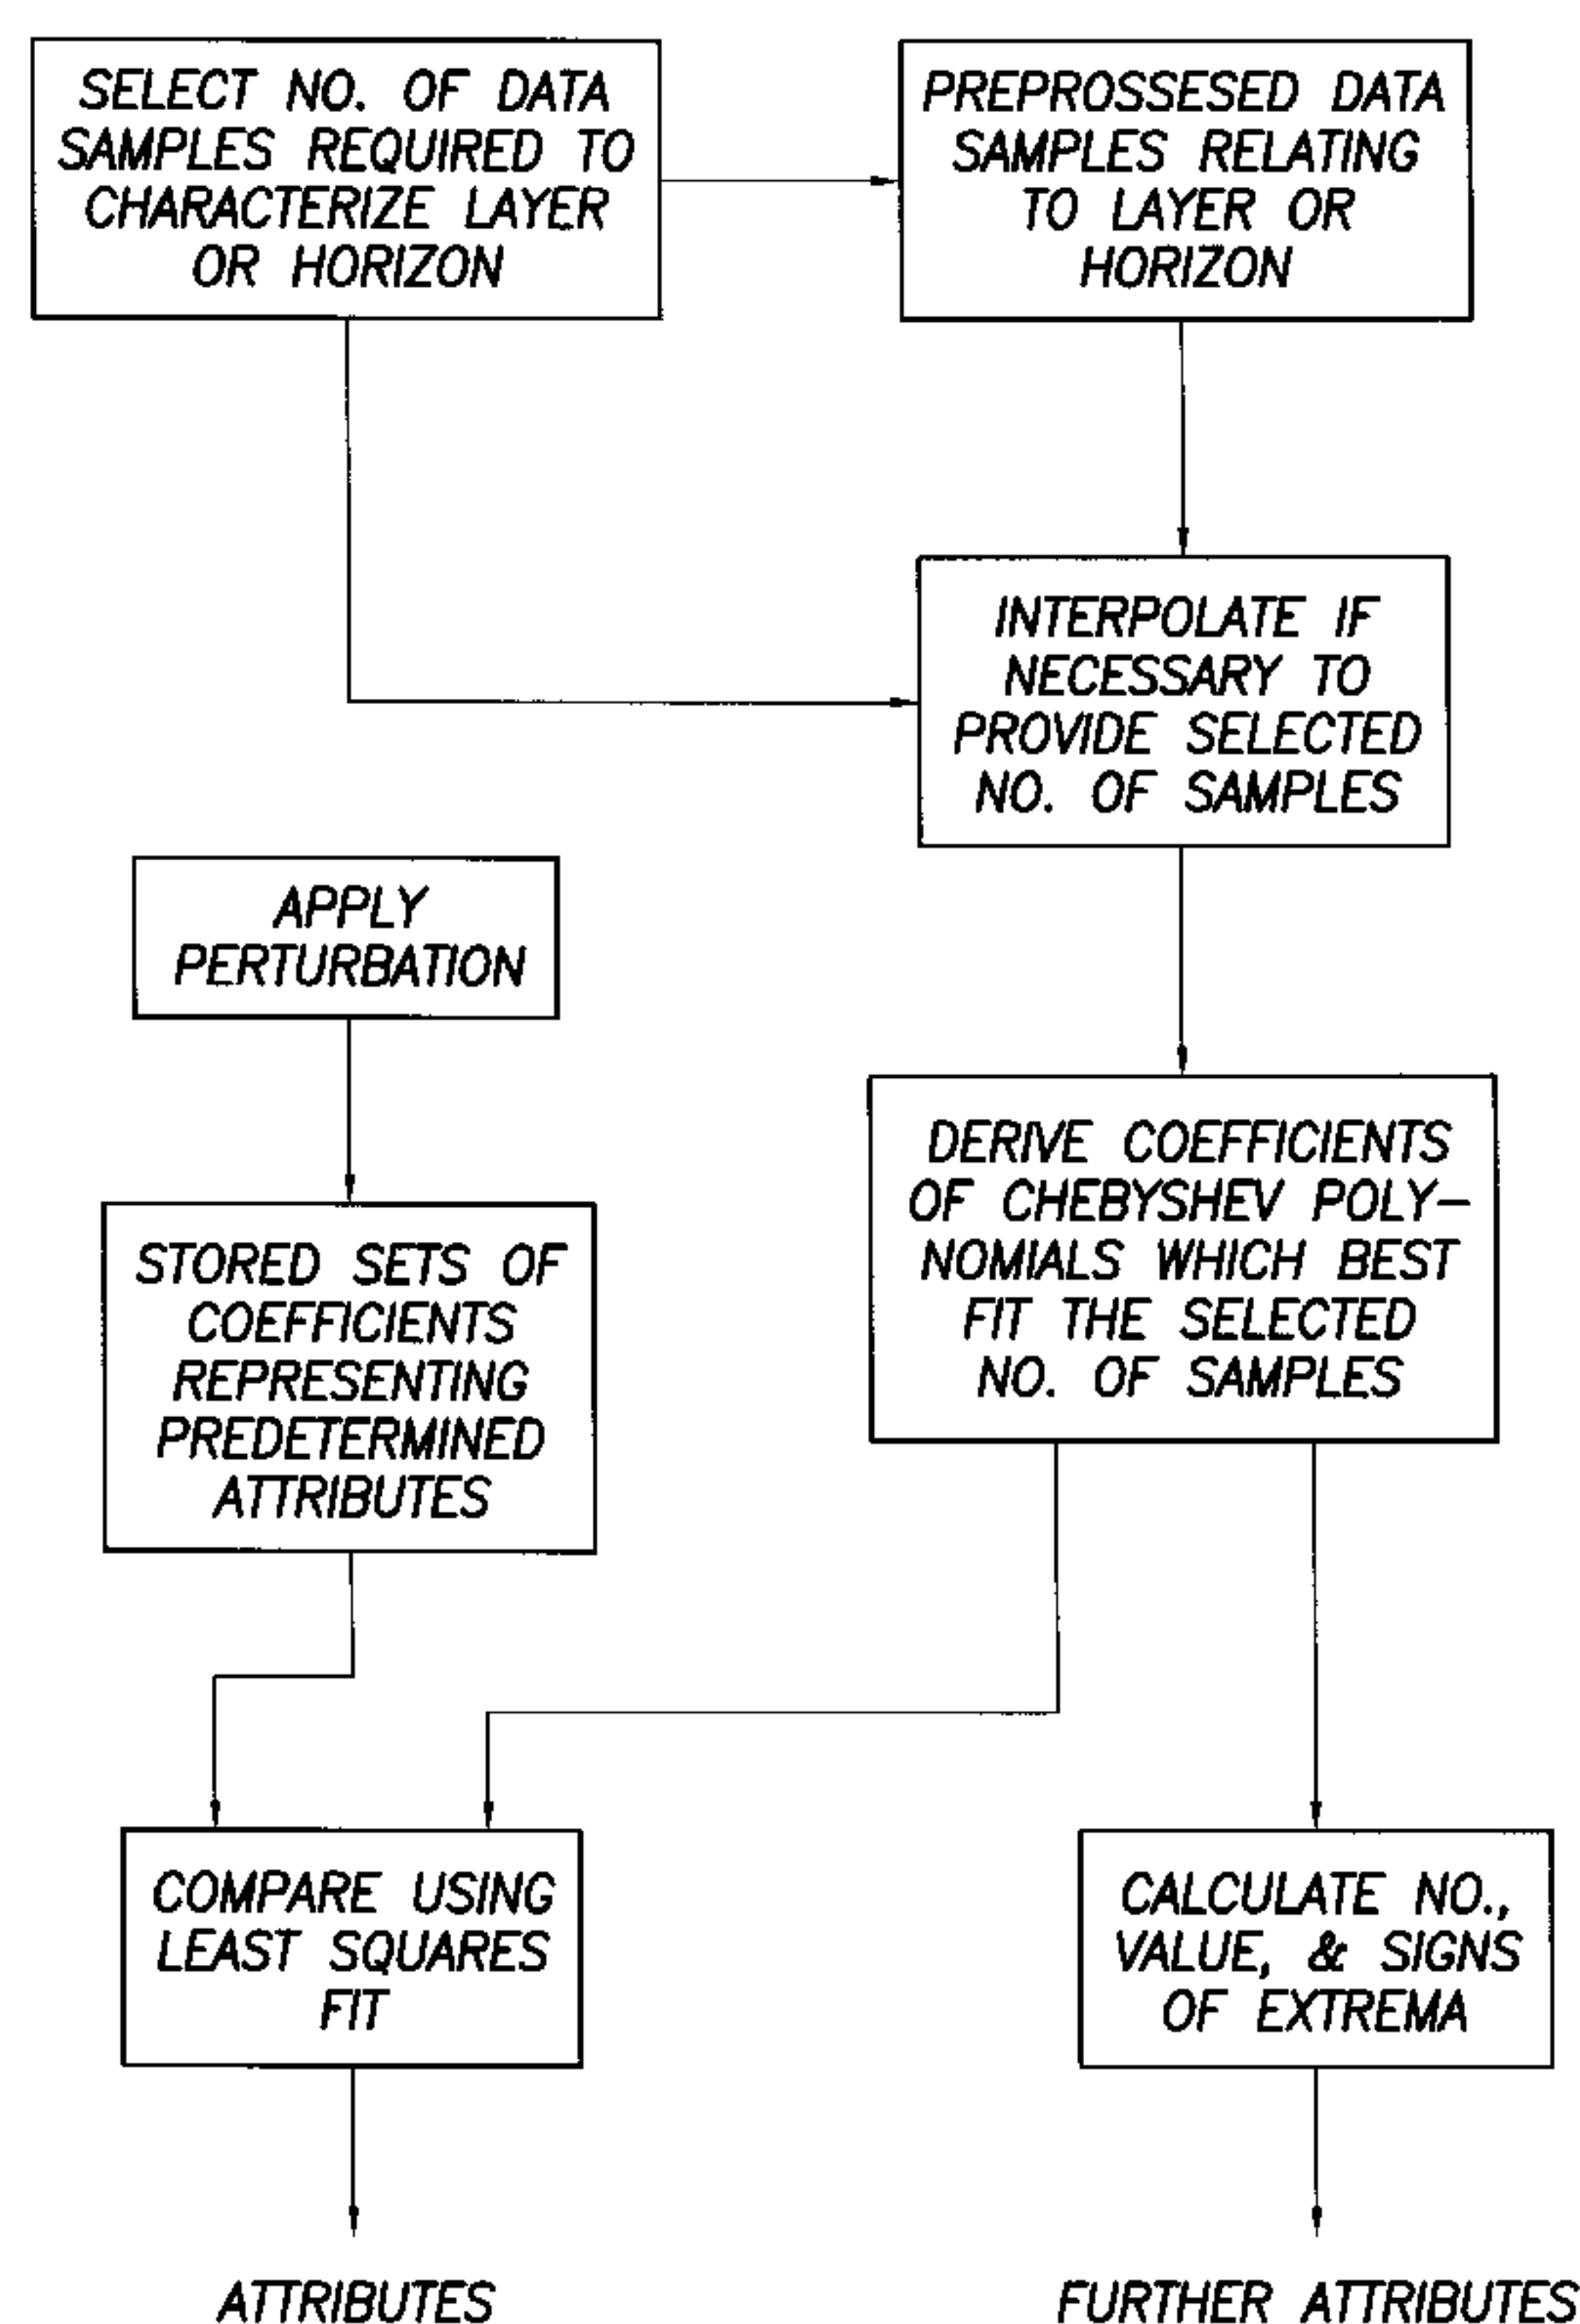 SELECT NO. OF DATA
SAMPLES REQUIRED TO
CHARACTERIZE LAYER
OR HORIZON
PREPROSSESED DATA
SAMPLES RELATING
TO LAYER OR
HORIZON
INTERPOLATE IF
NECESSARY TO
PROVIDE SELECTED
NO. OF SAMPLES
APPLY
PERTURBATION
DERIVE COEFFICIENTS
OF CHEBYSHEV POLY-
NOMIALS WHICH BEST
FIT THE SELECTED
NO. OF SAMPLES
STORED SETS OF
COEFFICIENTS
REPRESENTING
PREDETERMINED
ATTRIBUTES
COMPARE USING
LEAST SQUARES
FIT
CALCULATE NO.,
VALUE, & SIGNS
OF EXTREMA
ATTRIBUTES
FURTHER ATTRIBUTES